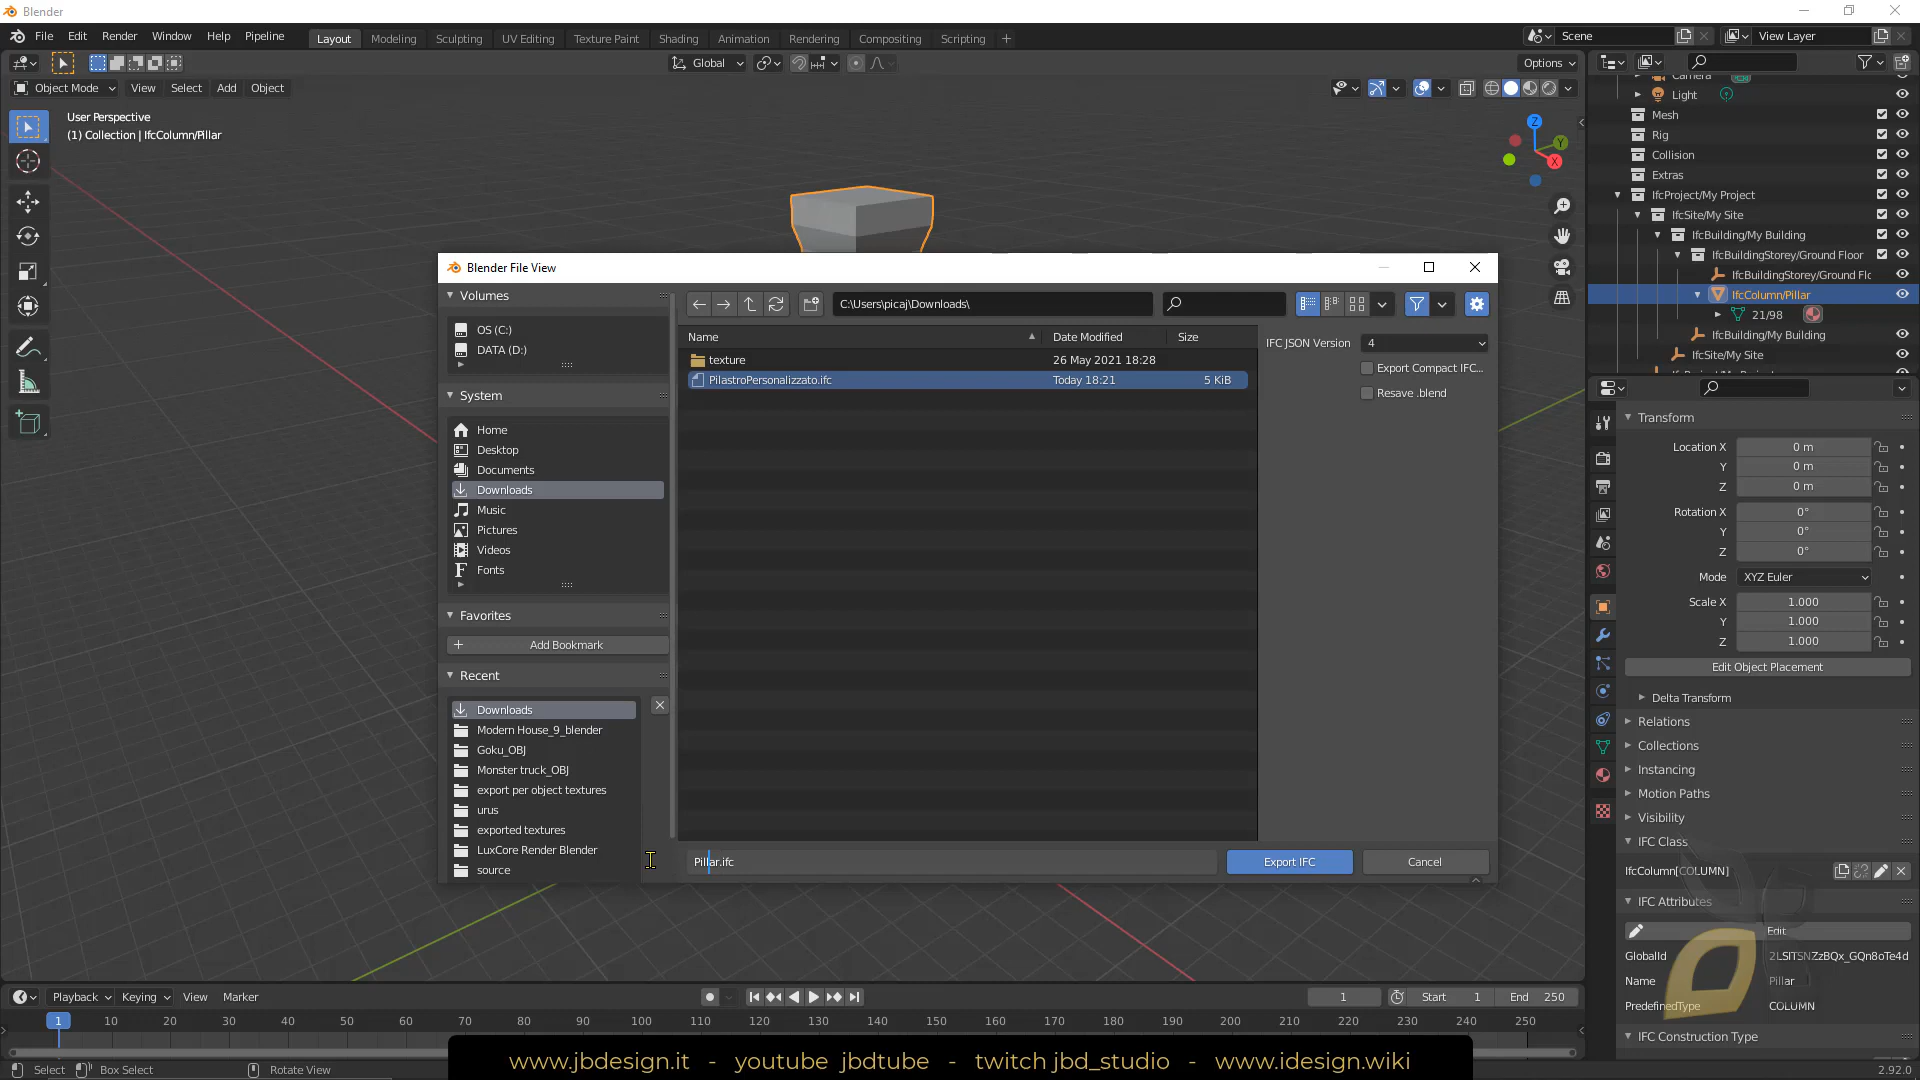 Blender
File Edit Render Window Help Pipeline Layout Modeling Sculpting UV Editing Texture Paint Shading Animation Rendering Compositing Scripting + Scene View Layer
Global Options
Object Mode View Select Add Object
User Perspective
(1) Collection | IfcColumn/Pillar
Z
Y
X
Camera
Light
Mesh
Rig
Collision
Extras
IfcProject/My Project
IfcSite/My Site
IfcBuilding/My Building
IfcBuildingStorey/Ground Floor
IfcBuildingStorey/Ground Flc
IfcColumn/Pillar
21/98
IfcBuilding/My Building
IfcSite/My Site
Blender File View
Volumes
OS (C:)
DATA (D:)
System
Home
Desktop
Documents
Downloads
Music
Pictures
Videos
Fonts
Favorites
Add Bookmark
Recent
Downloads
Modern House_9_blender
Goku_OBJ
Monster truck_OBJ
export per object textures
urus
exported textures
LuxCore Render Blender
source
C:\Users\picaj\Downloads\
Name Date Modified Size
texture 26 May 2021 18:28
PilastroPersonalizzato.ifc Today 18:21 5 KiB
IFC JSON Version 4
Export Compact IFC...
Resave .blend
Pillar.ifc Export IFC Cancel
Transform
Location X 0 m
Y 0 m
Z 0 m
Rotation X 0°
Y 0°
Z 0°
Mode XYZ Euler
Scale X 1.000
Y 1.000
Z 1.000
Edit Object Placement
Delta Transform
Relations
Collections
Instancing
Motion Paths
Visibility
IFC Class
IfcColumn[COLUMN]
IFC Attributes
Edit
GlobalId 2LSITSNZzBQx_GQn8oTe4d
Name Pillar
PredefinedType COLUMN
IFC Construction Type
Playback Keying View Marker 1 Start 1 End 250
1 10 20 30 40 50 60 70 80 90 100 110 120 130 140 150 160 170 180 190 200 210 220 230 240 250
www.jbdesign.it - youtube jbdtube - twitch jbd_studio - www.idesign.wiki
Select Box Select Rotate View 2.92.0